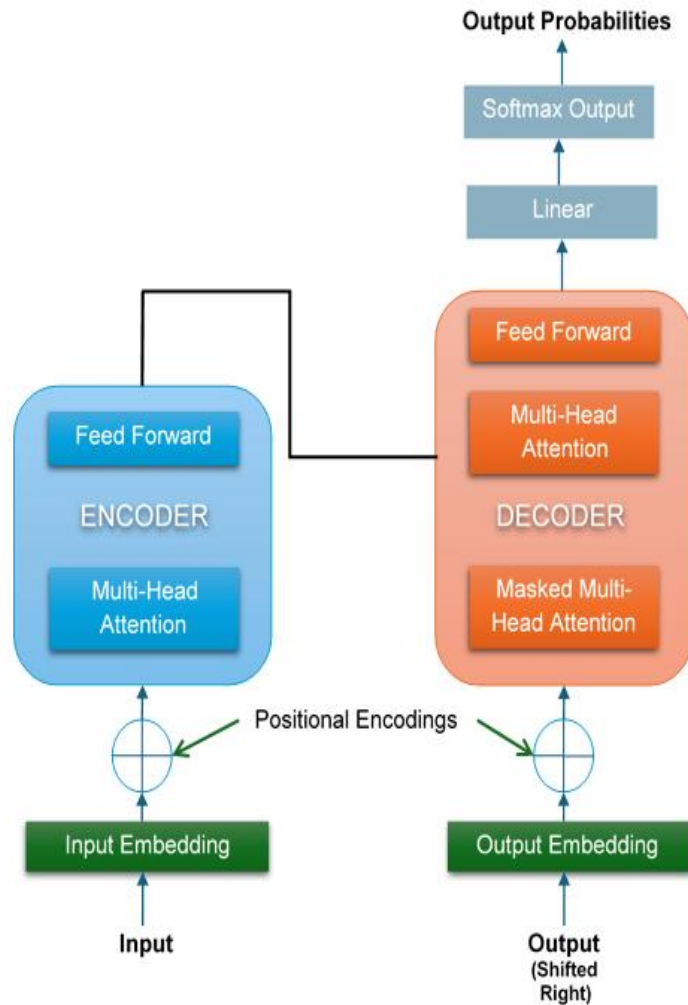 Output Probabilities
Softmax Output
Linear
Feed Forward
Multi-Head
Attention
DECODER
Masked Multi-
Head Attention
Feed Forward
ENCODER
Multi-Head
Attention
Positional Encodings
Input Embedding
Output Embedding
Input
Output
(Shifted
Right)